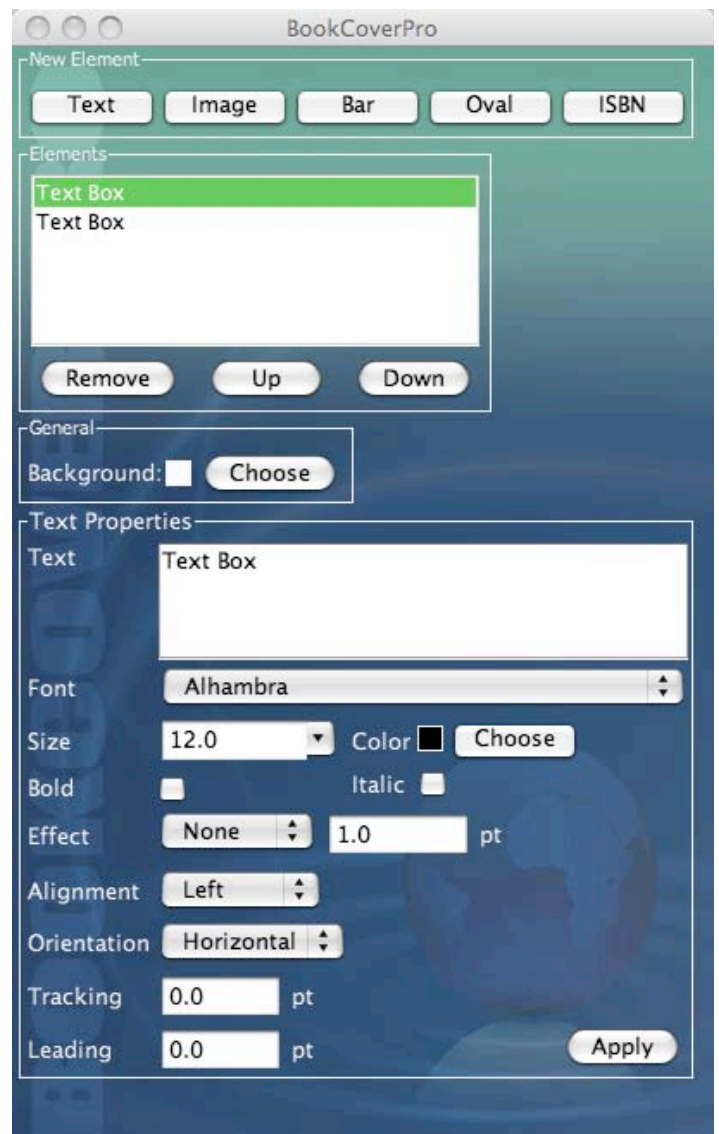 BookCoverPro
New Element
Text Image Bar Oval ISBN
Elements
Text Box
Text Box
Remove Up Down
General
Background: Choose
Text Properties
Text Text Box
Font Alhambra
Size 12.0 Color Choose
Bold Italic
Effect None 1.0 pt
Alignment Left
Orientation Horizontal
Tracking 0.0 pt
Leading 0.0 pt
Apply